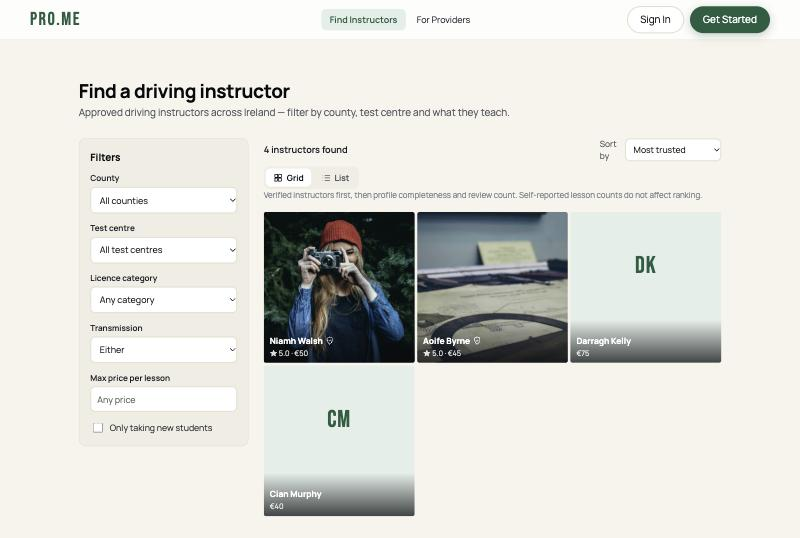 PRO.ME
Find Instructors
For Providers
Sign In
Get Started
Find a driving instructor
Approved driving instructors across Ireland — filter by county, test centre and what they teach.
Filters
County
All counties
Test centre
All test centres
Licence category
Any category
Transmission
Either
Max price per lesson
Any price
Only taking new students
4 instructors found
Sort
by
Most trusted
Grid
List
Verified instructors first, then profile completeness and review count. Self-reported lesson counts do not affect ranking.
Niamh Walsh
★ 5.0 · €50
Aoife Byrne
★ 5.0 · €45
DK
Darragh Kelly
€75
CM
Cian Murphy
€40